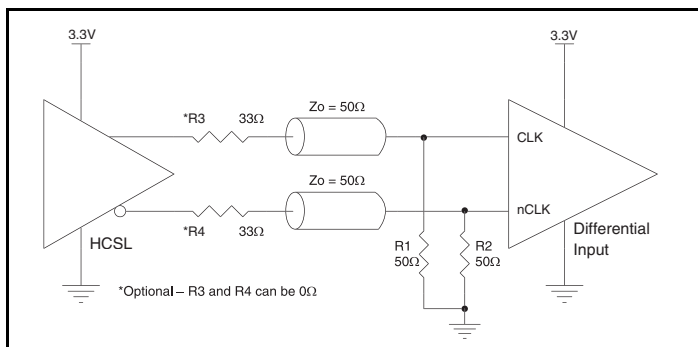 3.3V
3.3V
*R3 33Ω
Zo = 50Ω
CLK
Zo = 50Ω
nCLK
HCSL
*R4 33Ω
R1
50Ω
R2
50Ω
Differential
Input
*Optional – R3 and R4 can be 0Ω